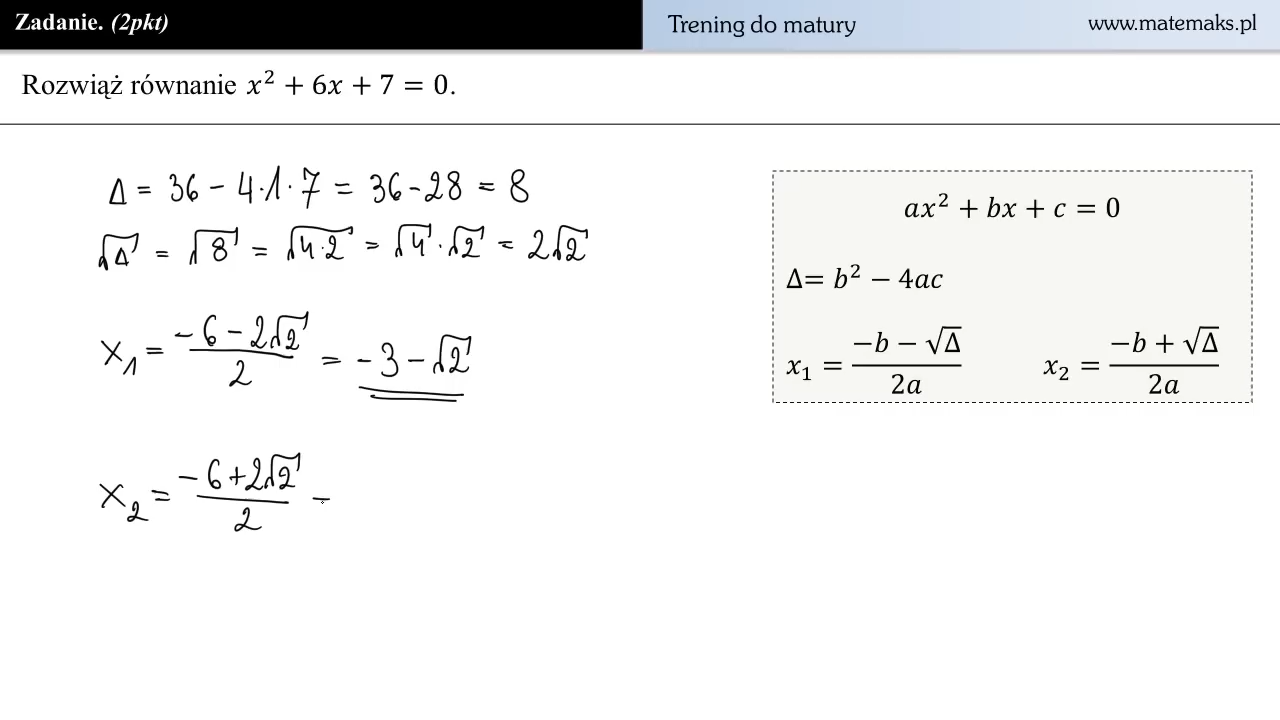 Zadanie. (2pkt)
Trening do matury
www.matemaks.pl
Rozwiąż równanie x² + 6x + 7 = 0.
Δ = 36 - 4·1·7 = 36 - 28 = 8
√Δ = √8 = √4·2 = √4·√2 = 2√2
x₁ = (-6 - 2√2)/2 = -3 - √2
x₂ = (-6 + 2√2)/2 -
ax² + bx + c = 0
Δ= b² − 4ac
x₁ = (−b − √Δ)/2a
x₂ = (−b + √Δ)/2a